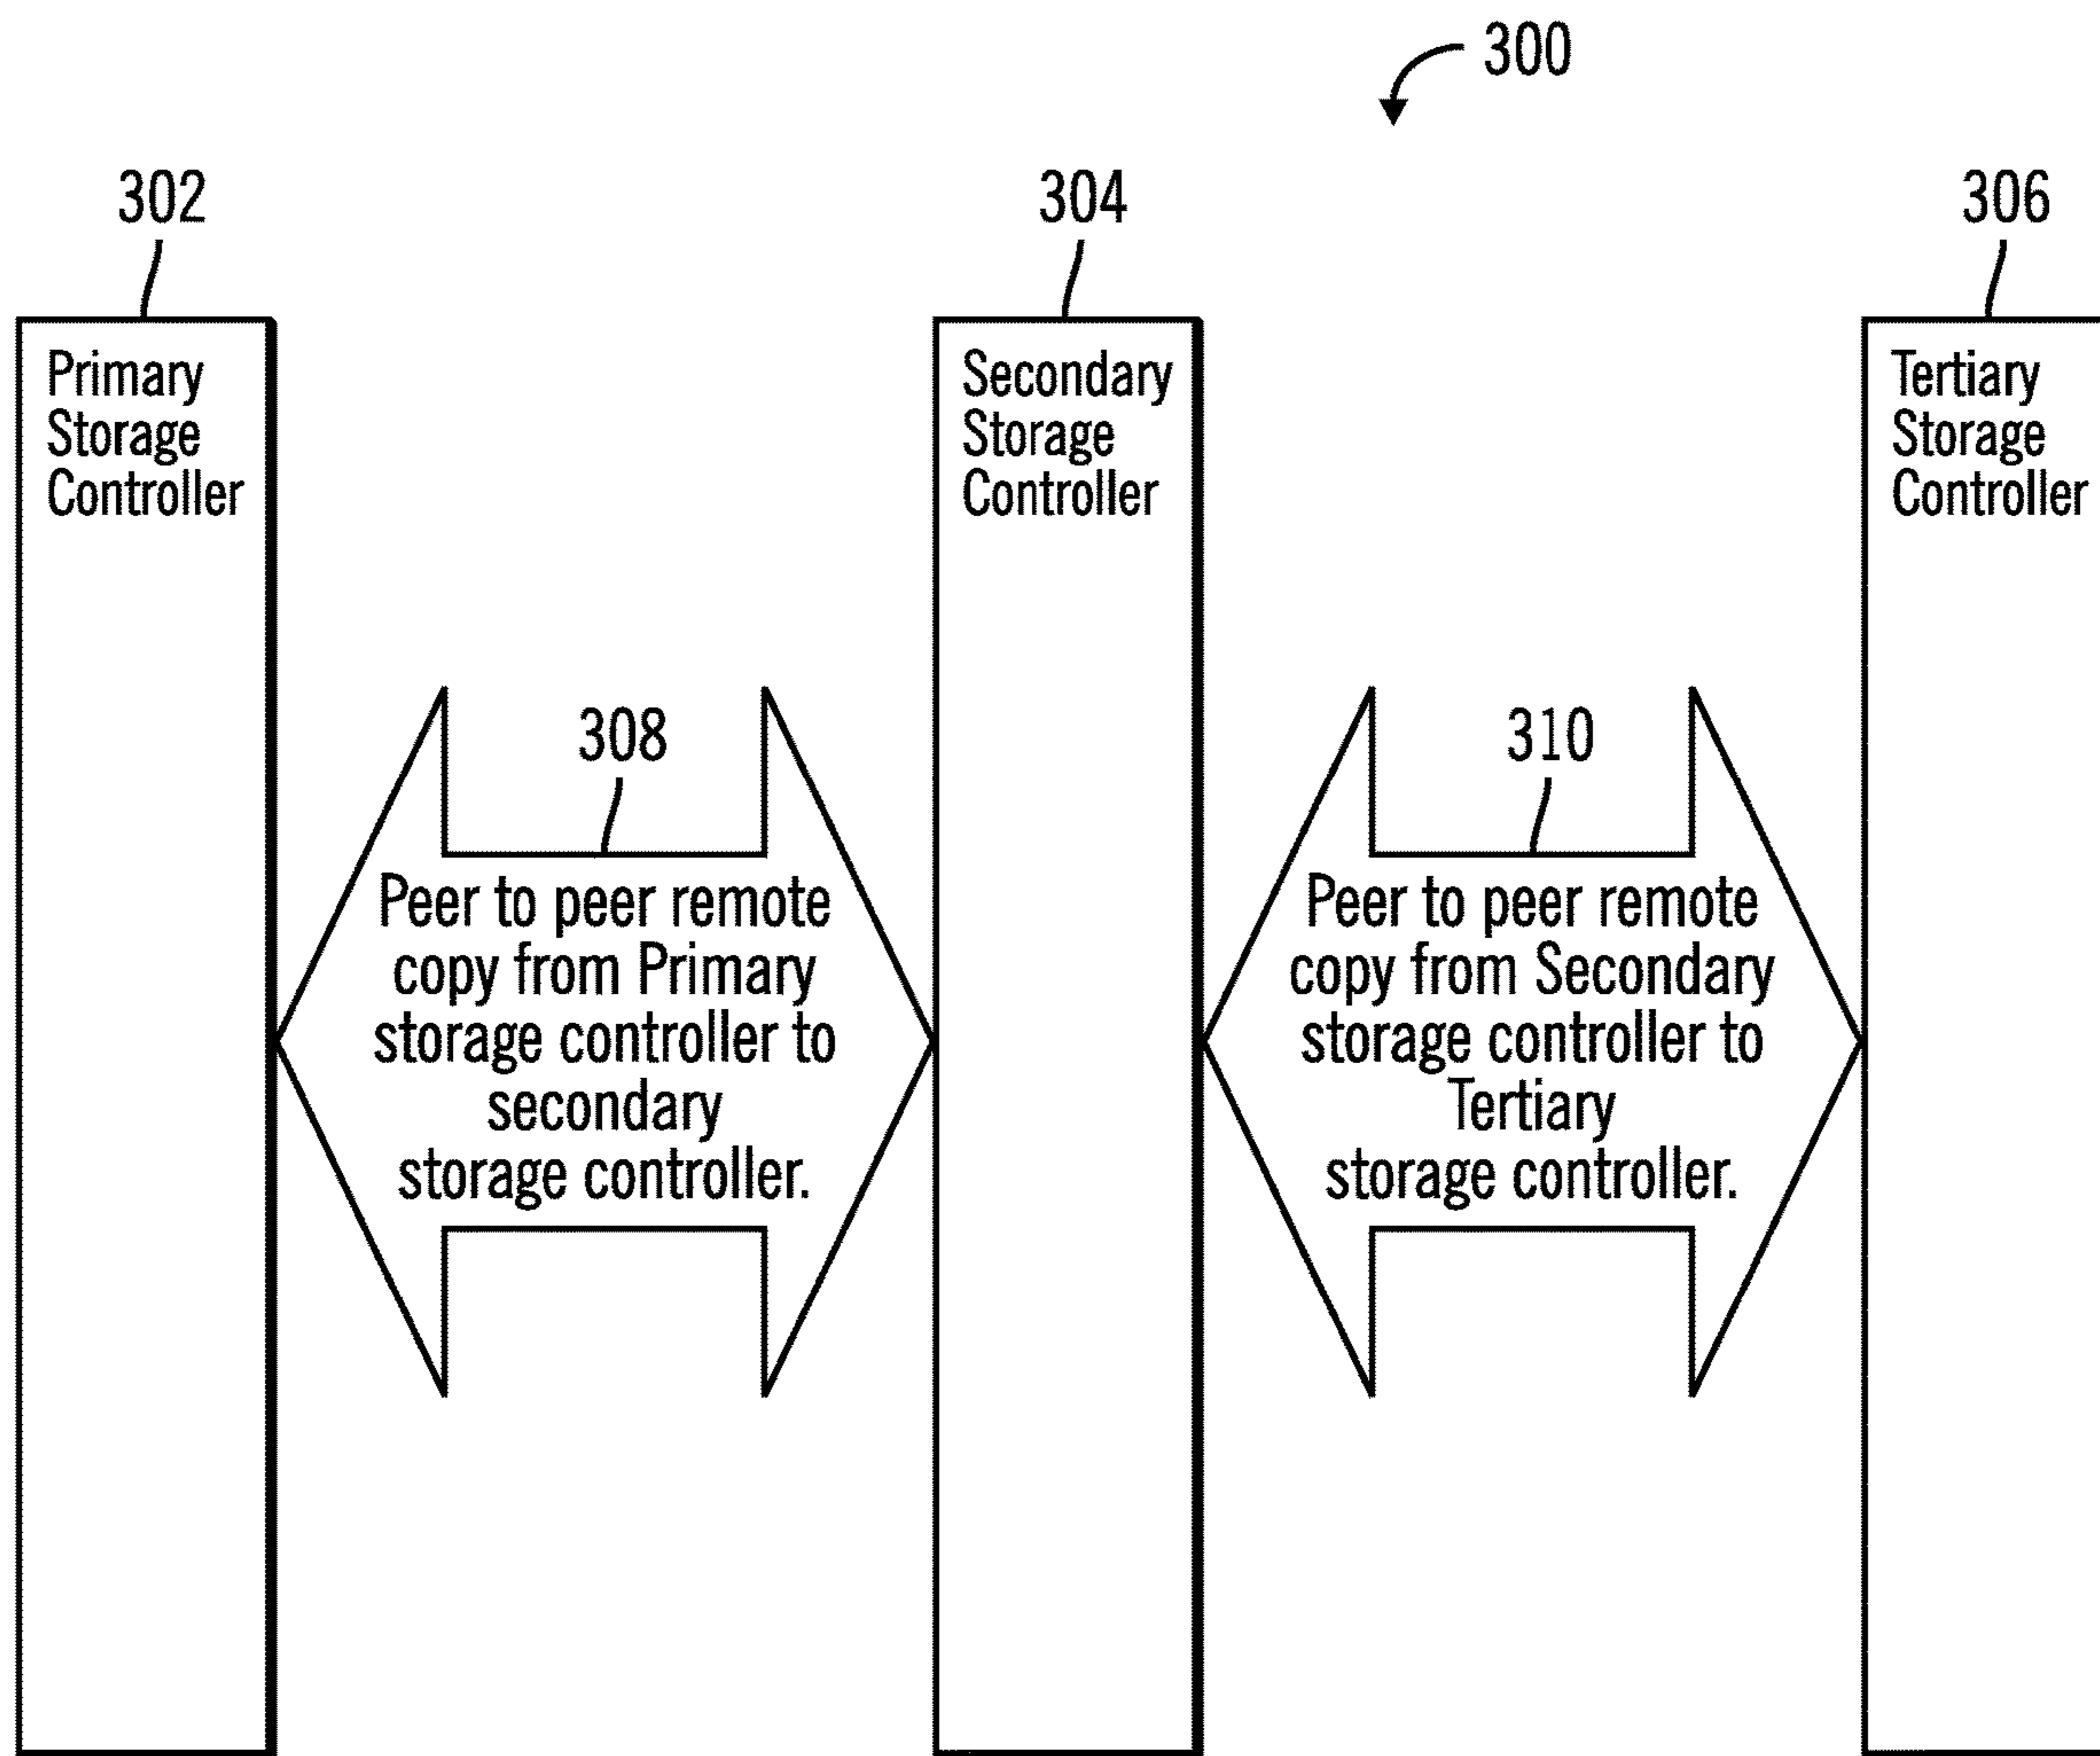 300
302
304
306
Primary
Storage
Controller
Secondary
Storage
Controller
Tertiary
Storage
Controller
308
Peer to peer remote
copy from Primary
storage controller to
secondary
storage controller.
310
Peer to peer remote
copy from Secondary
storage controller to
Tertiary
storage controller.